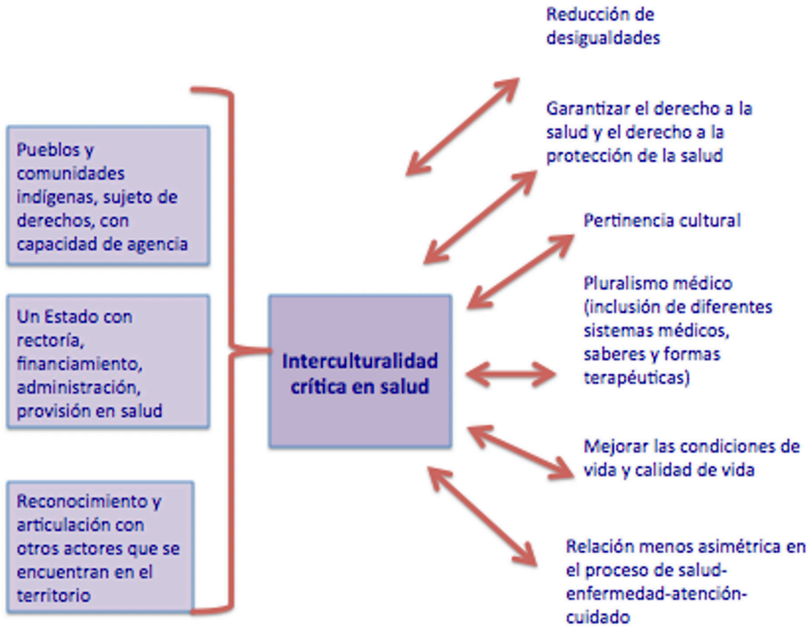 Pueblos y
comunidades
indígenas, sujeto de
derechos, con
capacidad de agencia
Un Estado con
rectoría,
financiamiento,
administración,
provisión en salud
Reconocimiento y
articulación con
otros actores que se
encuentran en el
territorio
Interculturalidad
crítica en salud
Reducción de
desigualdades
Garantizar el derecho a la
salud y el derecho a la
protección de la salud
Pertinencia cultural
Pluralismo médico
(inclusión de diferentes
sistemas médicos,
saberes y formas
terapéuticas)
Mejorar las condiciones de
vida y calidad de vida
Relación menos asimétrica en
el proceso de salud-
enfermedad-atención-
cuidado